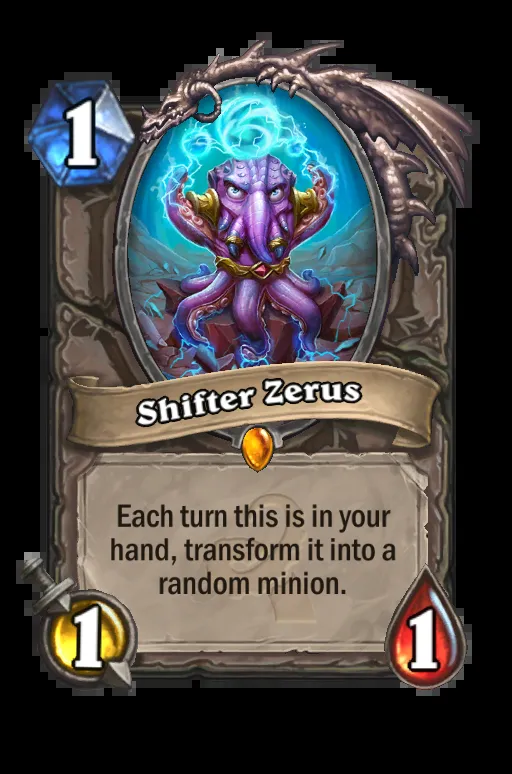 1
Shifter Zerus
Each turn this is in your
hand, transform it into a
random minion.
1
1